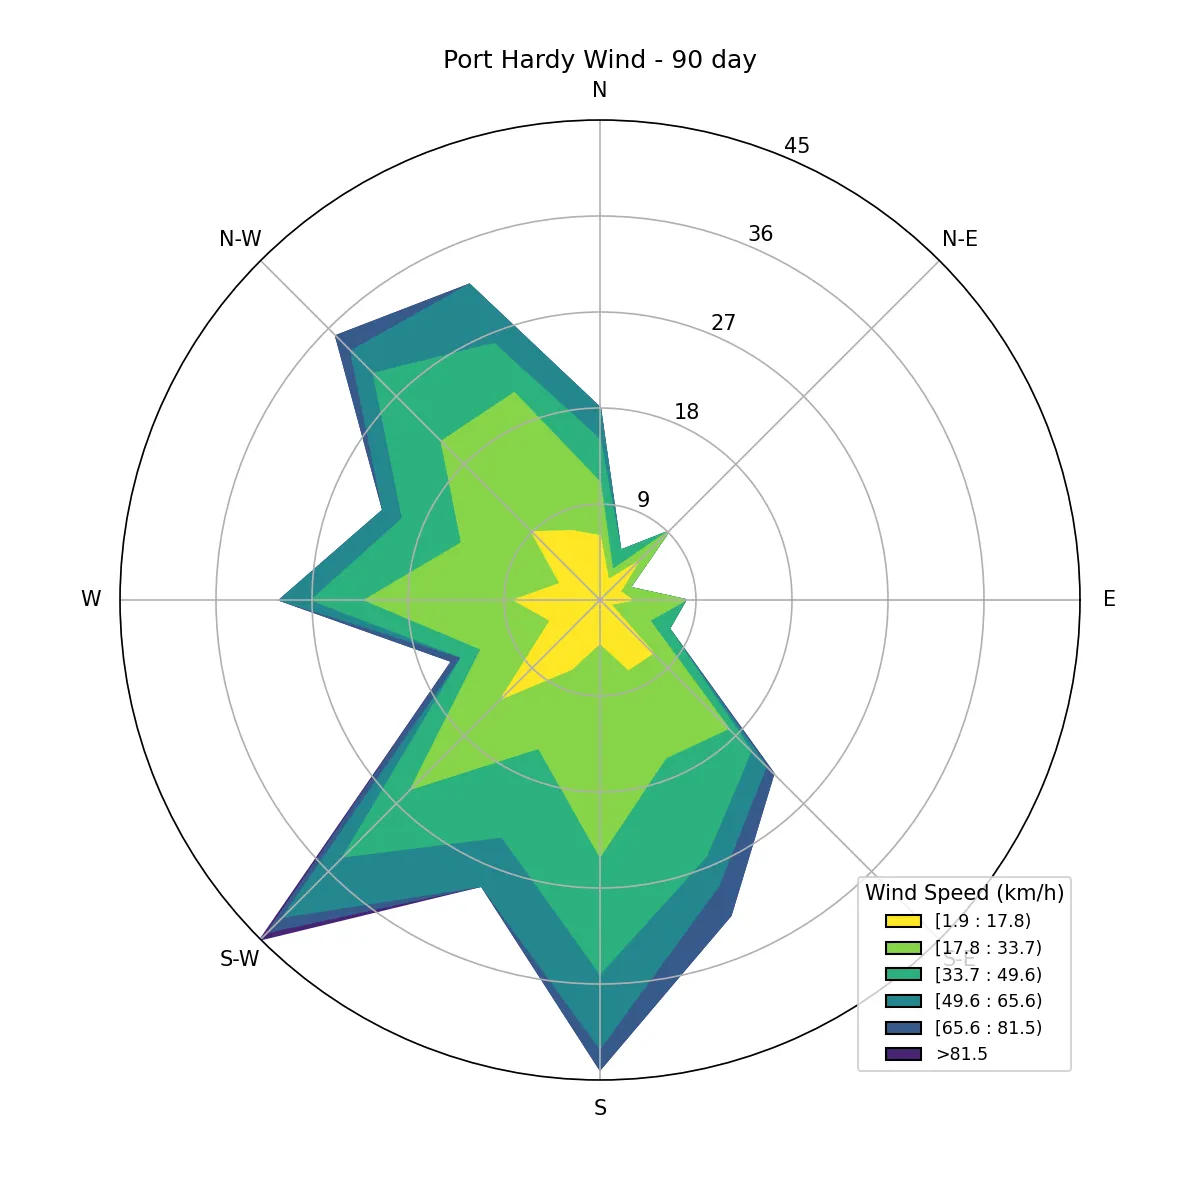 Port Hardy Wind - 90 day
N
45
36
N-W
N-E
27
18
9
W
E
Wind Speed (km/h)
[1.9 : 17.8)
[17.8 : 33.7)
S-W
S-E
[33.7 : 49.6)
[49.6 : 65.6)
[65.6 : 81.5)
>81.5
S